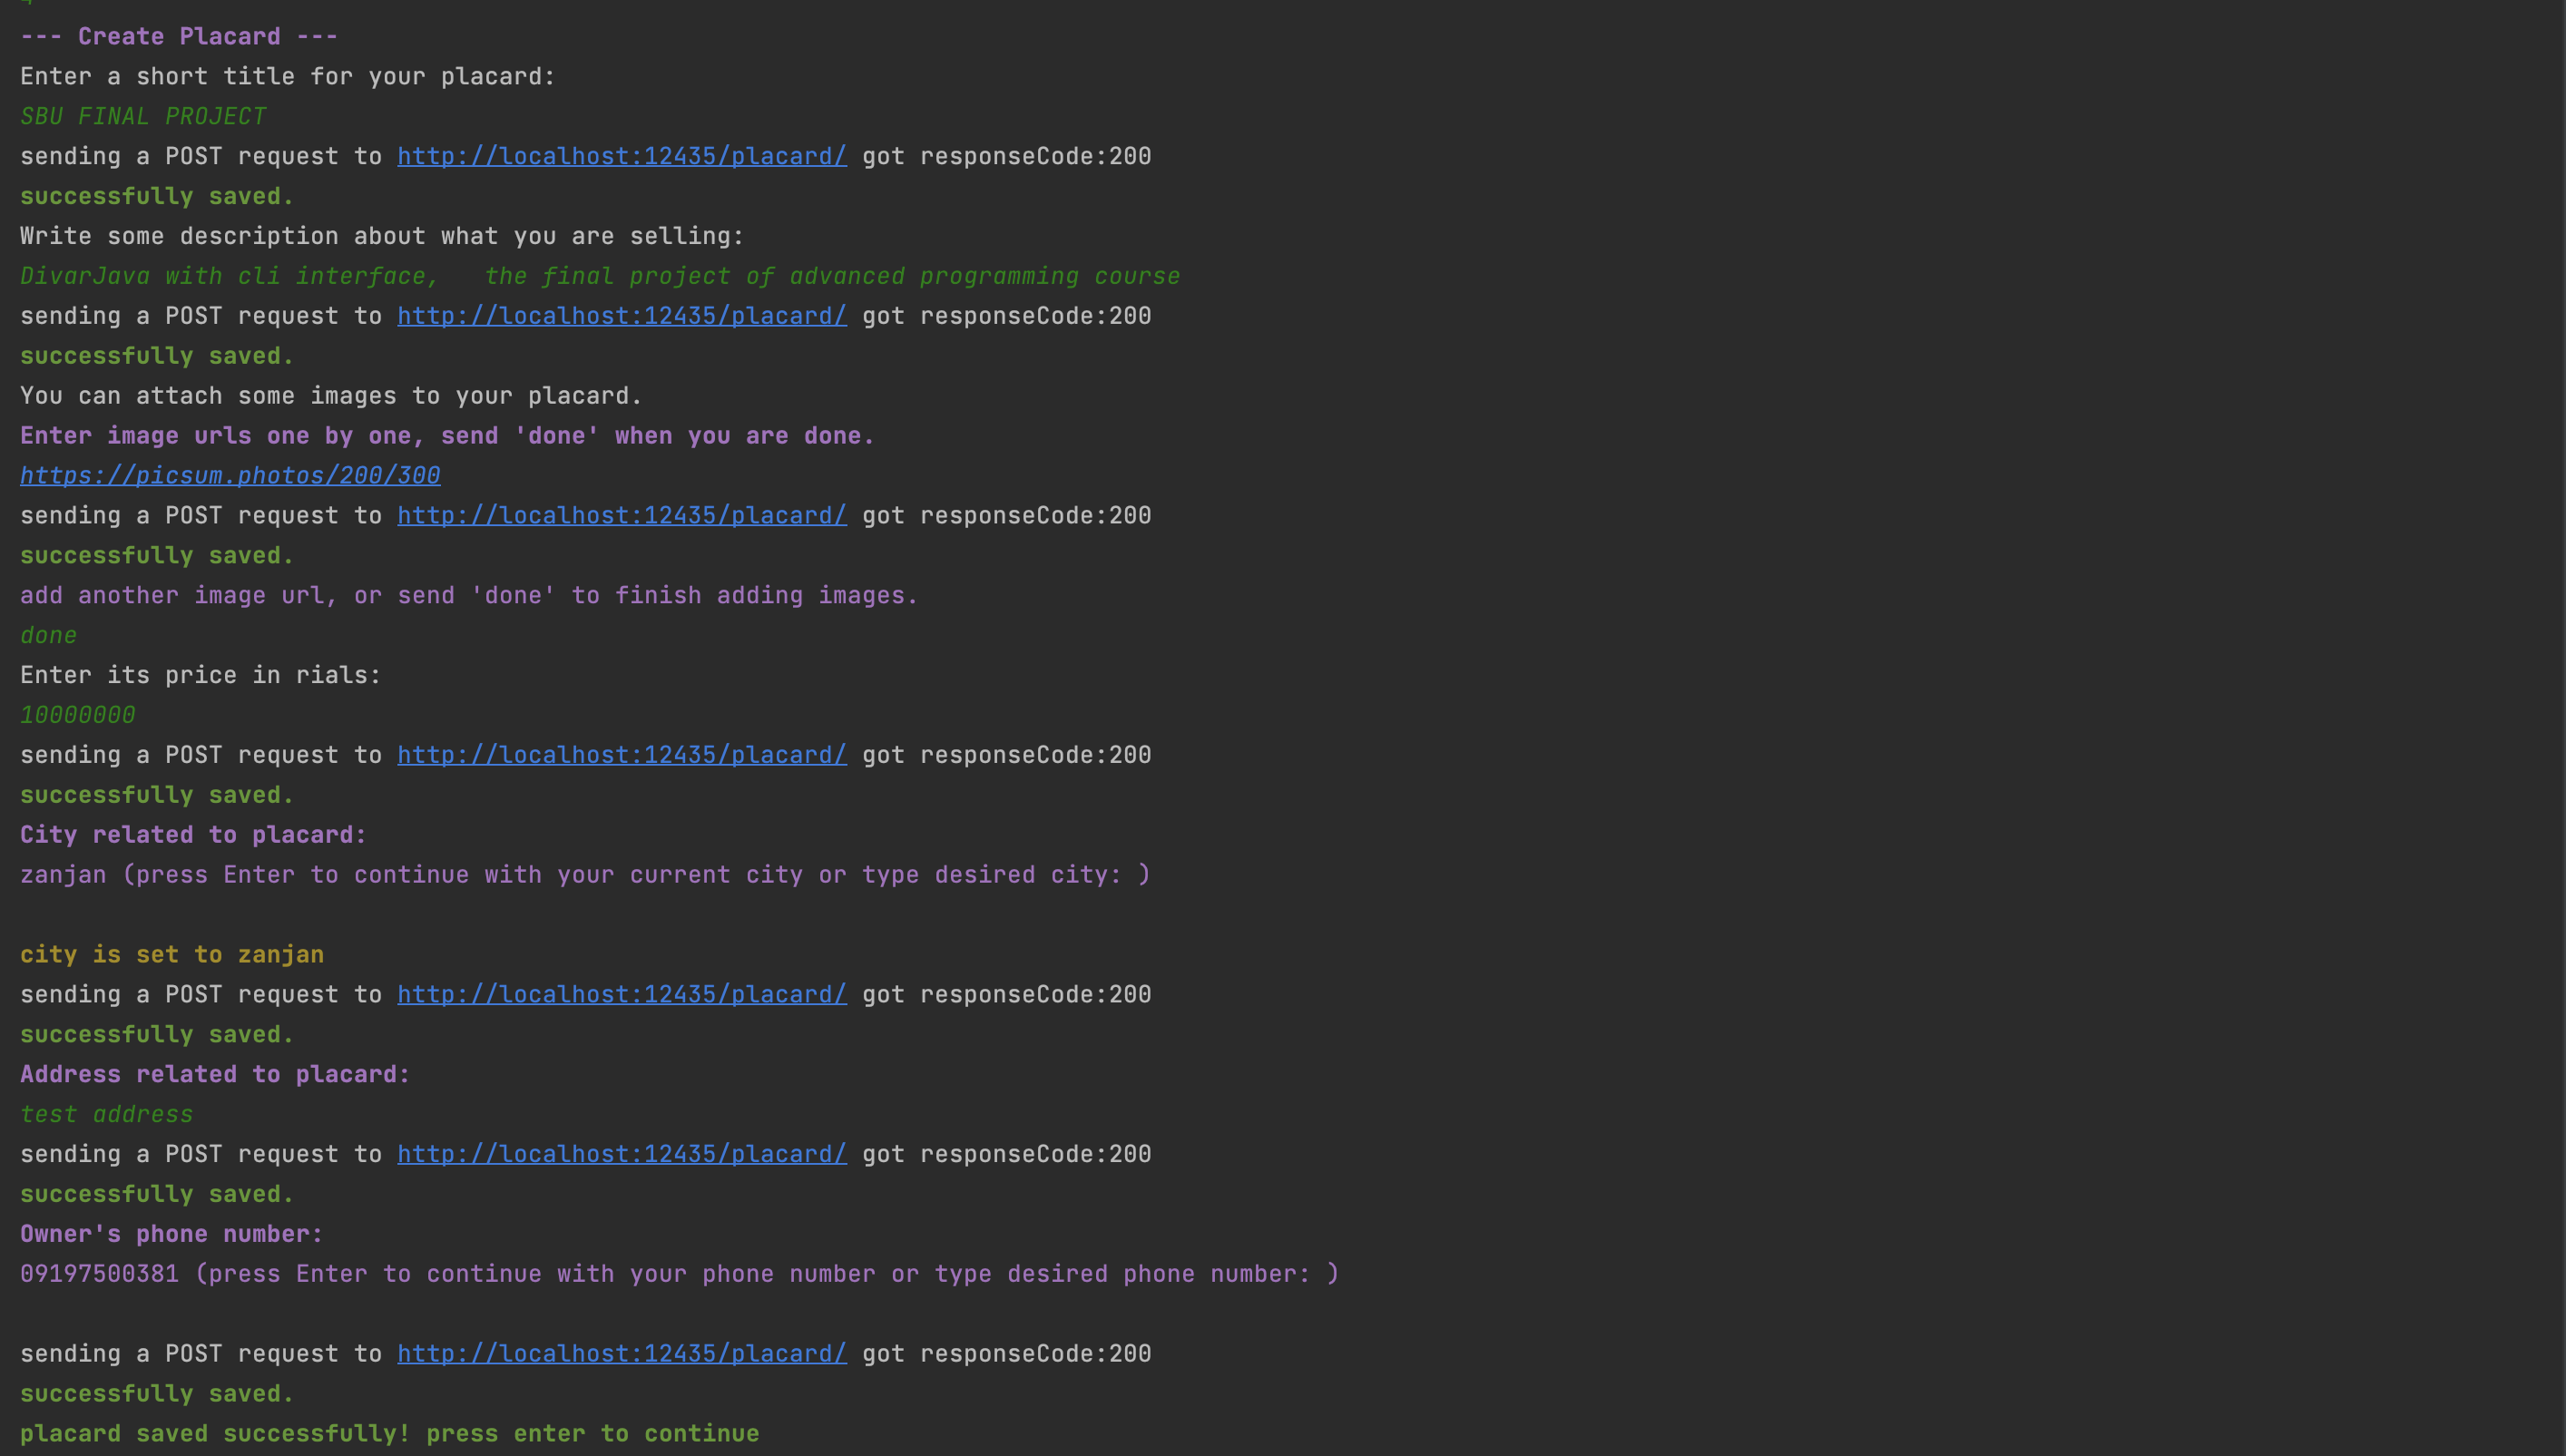 --- Create Placard ---
Enter a short title for your placard:
SBU FINAL PROJECT
sending a POST request to http://localhost:12435/placard/ got responseCode:200
successfully saved.
Write some description about what you are selling:
DivarJava with cli interface,   the final project of advanced programming course
sending a POST request to http://localhost:12435/placard/ got responseCode:200
successfully saved.
You can attach some images to your placard.
Enter image urls one by one, send 'done' when you are done.
https://picsum.photos/200/300
sending a POST request to http://localhost:12435/placard/ got responseCode:200
successfully saved.
add another image url, or send 'done' to finish adding images.
done
Enter its price in rials:
10000000
sending a POST request to http://localhost:12435/placard/ got responseCode:200
successfully saved.
City related to placard:
zanjan (press Enter to continue with your current city or type desired city: )
city is set to zanjan
sending a POST request to http://localhost:12435/placard/ got responseCode:200
successfully saved.
Address related to placard:
test address
sending a POST request to http://localhost:12435/placard/ got responseCode:200
successfully saved.
Owner's phone number:
09197500381 (press Enter to continue with your phone number or type desired phone number: )
sending a POST request to http://localhost:12435/placard/ got responseCode:200
successfully saved.
placard saved successfully! press enter to continue